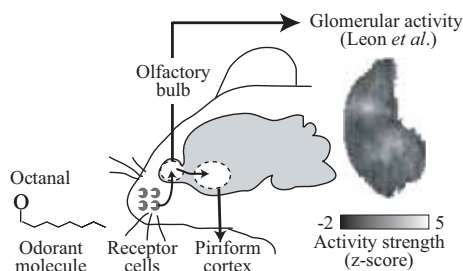 Glomerular activity
(Leon et al.)
Olfactory
bulb
Octanal
O
Odorant
molecule
Receptor
cells
Piriform
cortex
-2 5
Activity strength
(z-score)